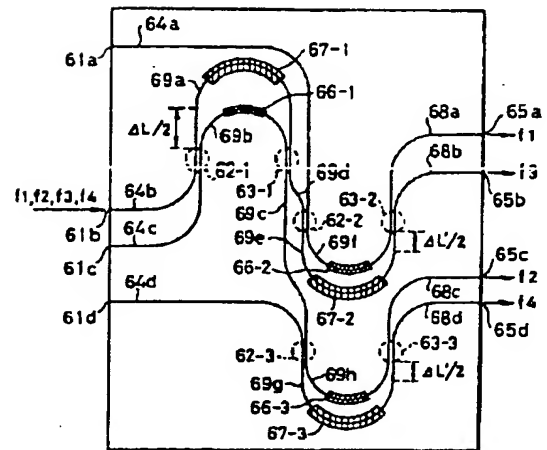 64a
67-1
61a
69a
66-1
68a
65a
ΔL/2
69b
f1
68b
62-1
69d
f1,f2,f3,f4
64b
63-1
63-2
f3
65b
64c
69c
62-2
61b
69e
69f
ΔL'/2
65c
61c
66-2
f2
64d
68c
67-2
f4
61d
68d
65d
62-3
63-3
69h
ΔL'/2
69g
66-3
67-3